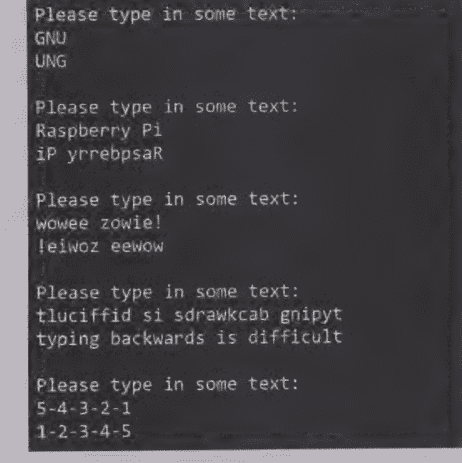 Please type in some text:
GNU
UNG
Please type in some text:
Raspberry Pi
iP yrrebpsaR
Please type in some text:
wowee zowie!
!eiwoz eewow
Please type in some text:
tluciffid si sdrawkcab gnipyt
typing backwards is difficult
Please type in some text:
5-4-3-2-1
1-2-3-4-5